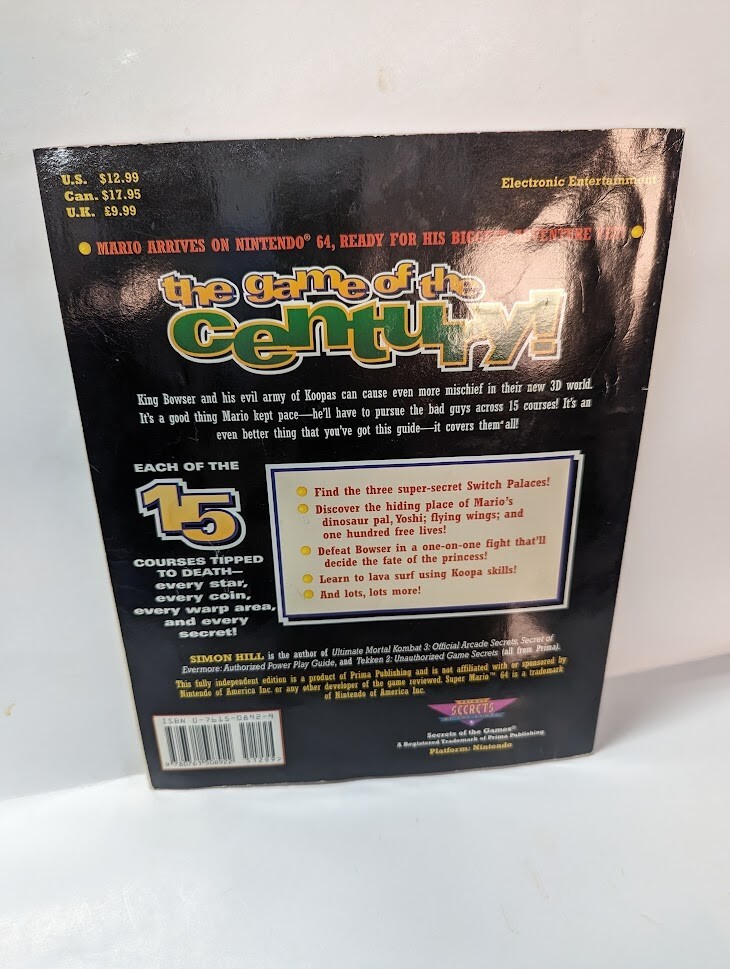 U.S. $12.99
Can. $17.95
U.K. £9.99
Electronic Entertainment
MARIO ARRIVES ON NINTENDO® 64, READY FOR HIS BIGGEST ADVENTURE
the game of the
century!
King Bowser and his evil army of Koopas can cause even more mischief in their new 3D world.
It's a good thing Mario kept pace—he'll have to pursue the bad guys across 15 courses! It's an
even better thing that you've got this guide—it covers them all!
EACH OF THE
15
COURSES TIPPED
TO DEATH—
every star,
every coin,
every warp area,
and every
secret!
Find the three super-secret Switch Palaces!
Discover the hiding place of Mario's
dinosaur pal, Yoshi; flying wings; and
one hundred free lives!
Defeat Bowser in a one-on-one fight that'll
decide the fate of the princess!
Learn to lava surf using Koopa skills!
And lots, lots more!
SIMON HILL is the author of Ultimate Mortal Kombat 3: Official Arcade Secrets, Secret of
Evermore: Authorized Power Play Guide, and Tekken 2: Unauthorized Game Secrets (all from Prima).
This fully independent edition is a product of Prima Publishing and is not affiliated with or sponsored by
Nintendo of America Inc. or any other developer of the game reviewed. Super Mario™ 64 is a trademark
of Nintendo of America Inc.
ISBN 0-7615-0892-9
SECRETS
Secrets of the Games®
A Registered Trademark of Prima Publishing
Platform: Nintendo